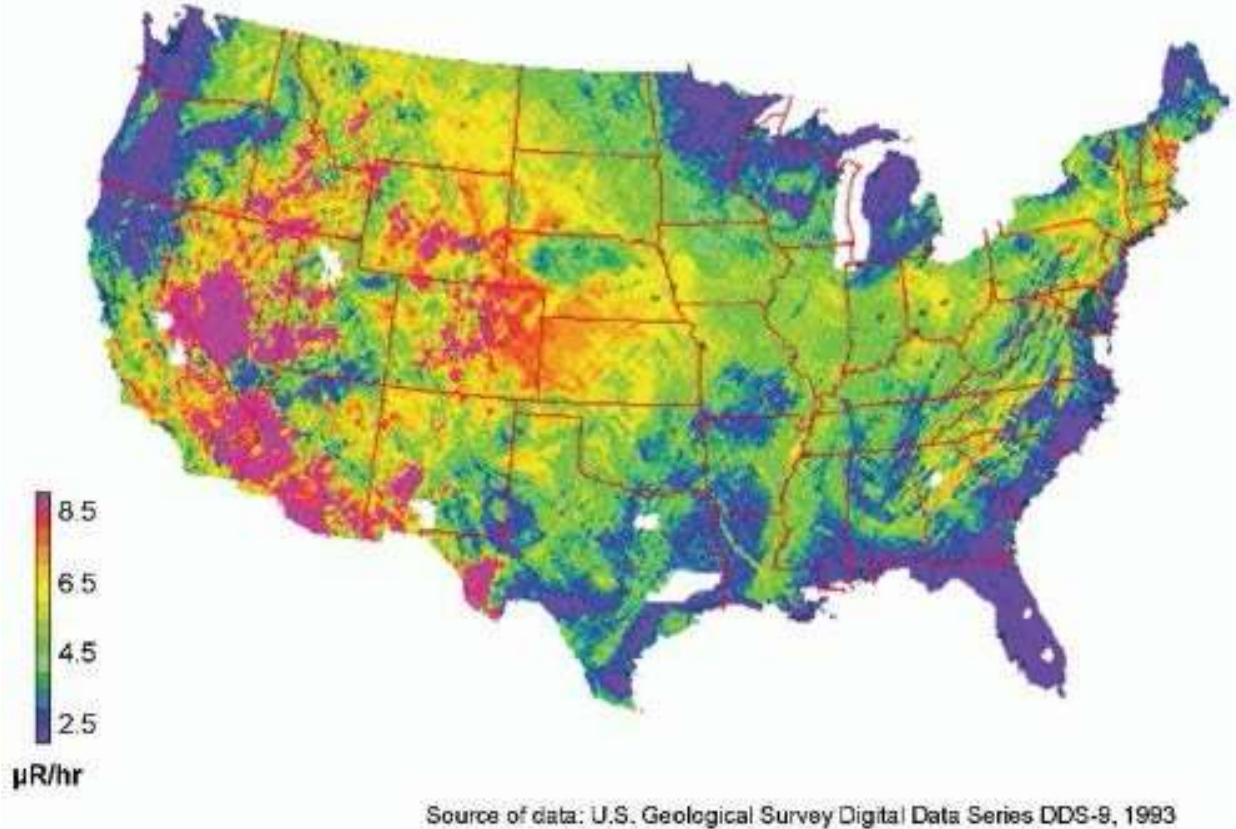 8.5
6.5
4.5
2.5
µR/hr
Source of data: U.S. Geological Survey Digital Data Series DDS-9, 1993